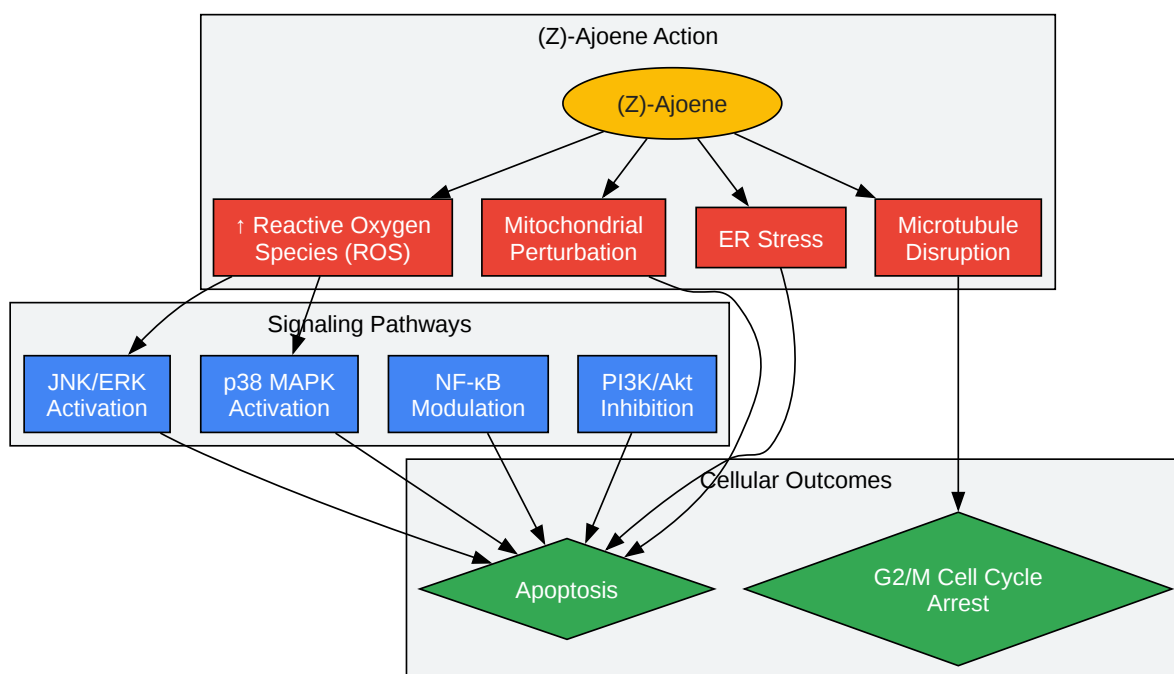 (Z)-Ajoene Action
(Z)-Ajoene
↑ Reactive Oxygen
Species (ROS)
Mitochondrial
Perturbation
ER Stress
Microtubule
Disruption
Signaling Pathways
JNK/ERK
Activation
p38 MAPK
Activation
NF-κB
Modulation
PI3K/Akt
Inhibition
Cellular Outcomes
Apoptosis
G2/M Cell Cycle
Arrest